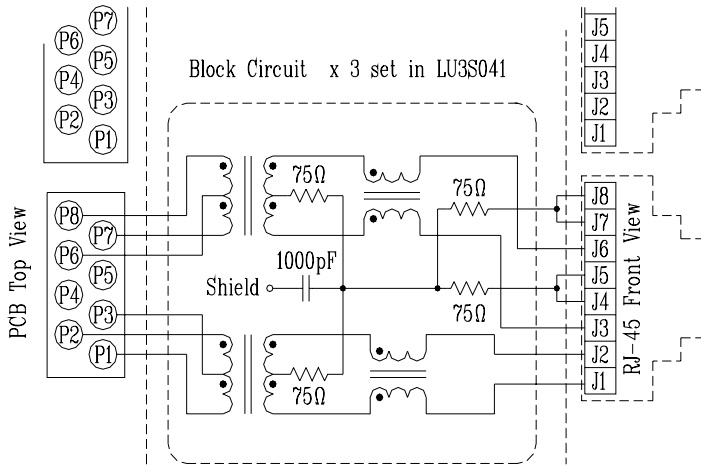 P7
P6
P5
P4
P3
P2
P1
Block Circuit x 3 set in LU3S041
J5
J4
J3
J2
J1
PCB Top View
P8
P7
P6
P5
P4
P3
P2
P1
75Ω
75Ω
1000pF
Shield
75Ω
75Ω
J8
J7
J6
J5
J4
J3
J2
J1
RJ-45 Front View